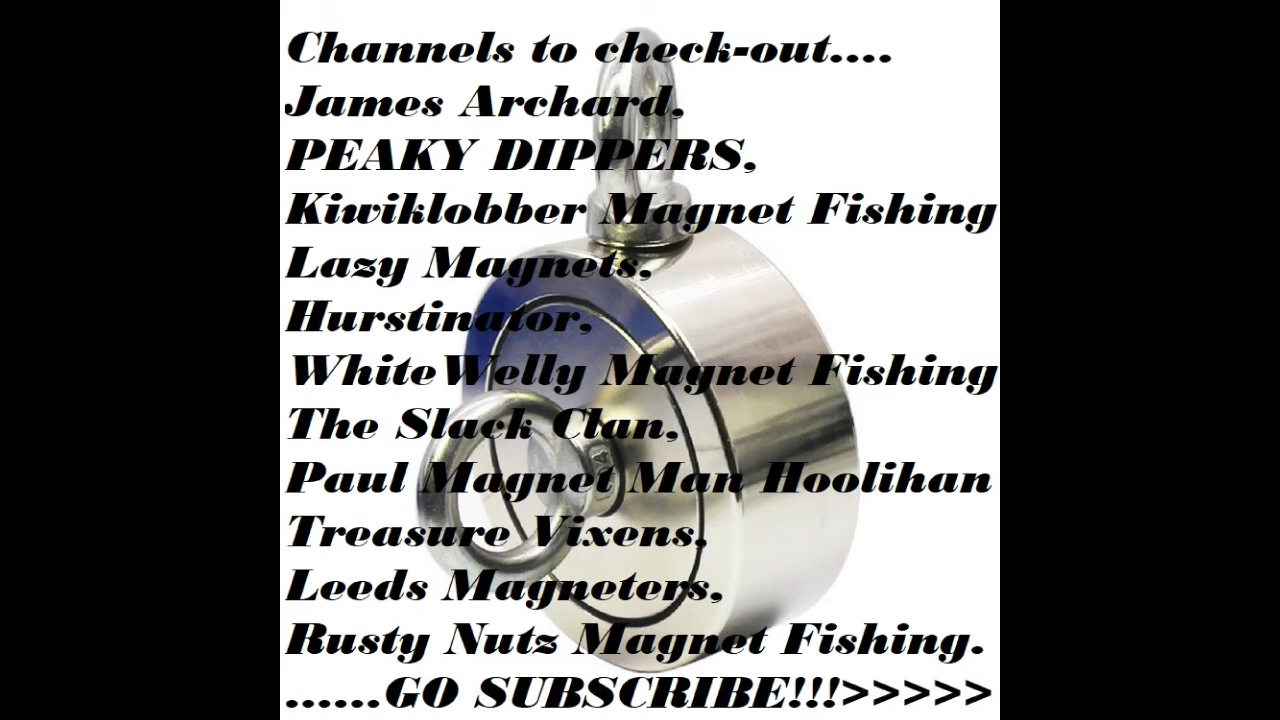 Channels to check-out....
James Archard,
PEAKY DIPPERS,
Kiwiklobber Magnet Fishing
Lazy Magnets,
Hurstinator,
WhiteWelly Magnet Fishing
The Slack Clan,
Paul Magnet Man Hoolihan
Treasure Vixens,
Leeds Magneters,
Rusty Nutz Magnet Fishing.
......GO SUBSCRIBE!!!>>>>>